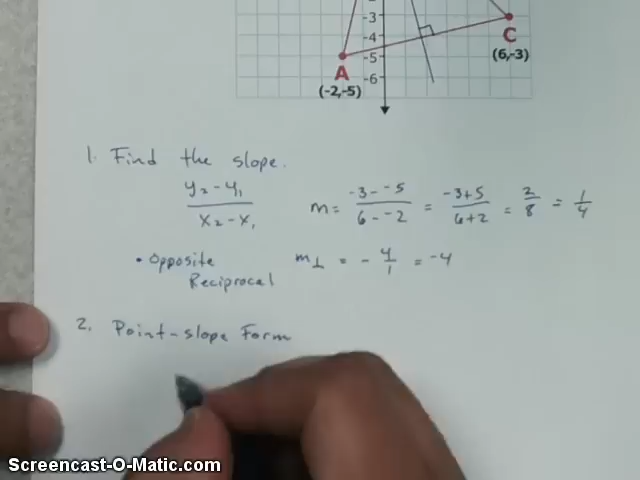 -3
-4
-5
-6
C
(6,-3)
A
(-2,-5)
1. Find the slope.
y₂ - y₁ / x₂ - x₁ m = -3 - -5 / 6 - -2 = -3+5 / 6+2 = 2/8 = 1/4
• Opposite Reciprocal m⊥ = - 4/1 = -4
2. Point-slope Form
Screencast-O-Matic.com